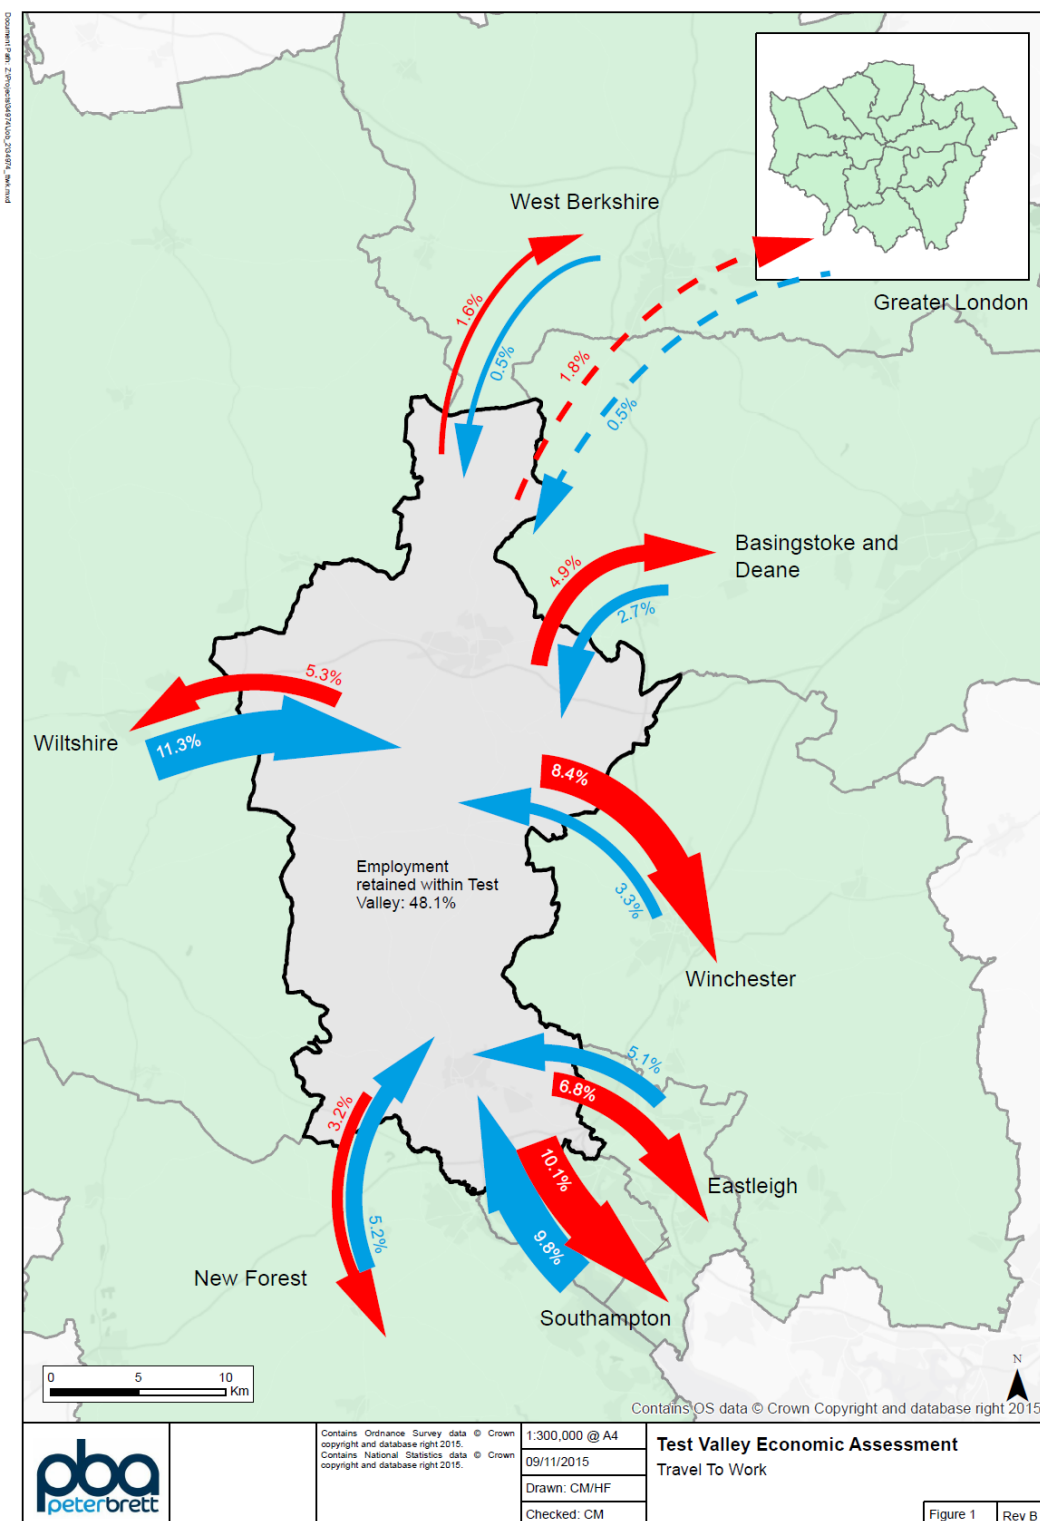 West Berkshire
Greater London
1.6%
0.5%
1.8%
0.5%
Basingstoke and
Deane
4.9%
2.7%
5.3%
Wiltshire
11.3%
8.4%
3.3%
Employment
retained within Test
Valley: 48.1%
Winchester
5.1%
6.8%
3.2%
5.2%
10.1%
9.8%
Eastleigh
New Forest
Southampton
0 5 10
Km
N
Contains OS data © Crown Copyright and database right 2015
pba
peterbrett
Contains Ordnance Survey data © Crown
copyright and database right 2015.
Contains National Statistics data © Crown
copyright and database right 2015.
1:300,000 @ A4
09/11/2015
Drawn: CM/HF
Checked: CM
Test Valley Economic Assessment
Travel To Work
Figure 1
Rev B